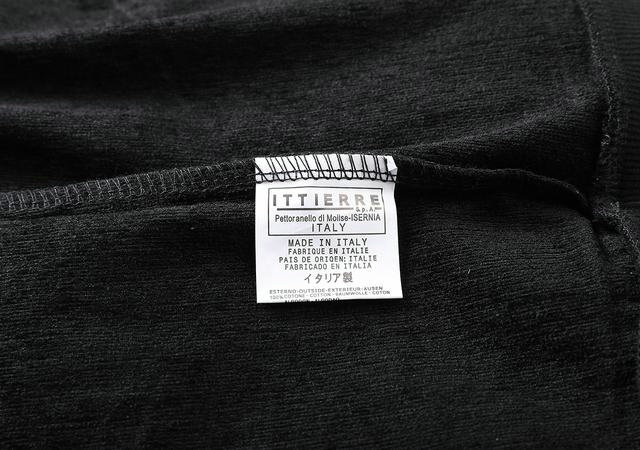 ITTIERRE
S.p.A.
Pettoranello di Molise-ISERNIA
ITALY
MADE IN ITALY
FABRIQUE EN ITALIE
PAIS DE ORIGEN: ITALIE
FABRICADO EN ITALIA
イタリア製
ESTERNO-OUTSIDE-EXTERIEUR-AUSEN
100%COTONE-COTTON-BAUMWOLLE-COTON